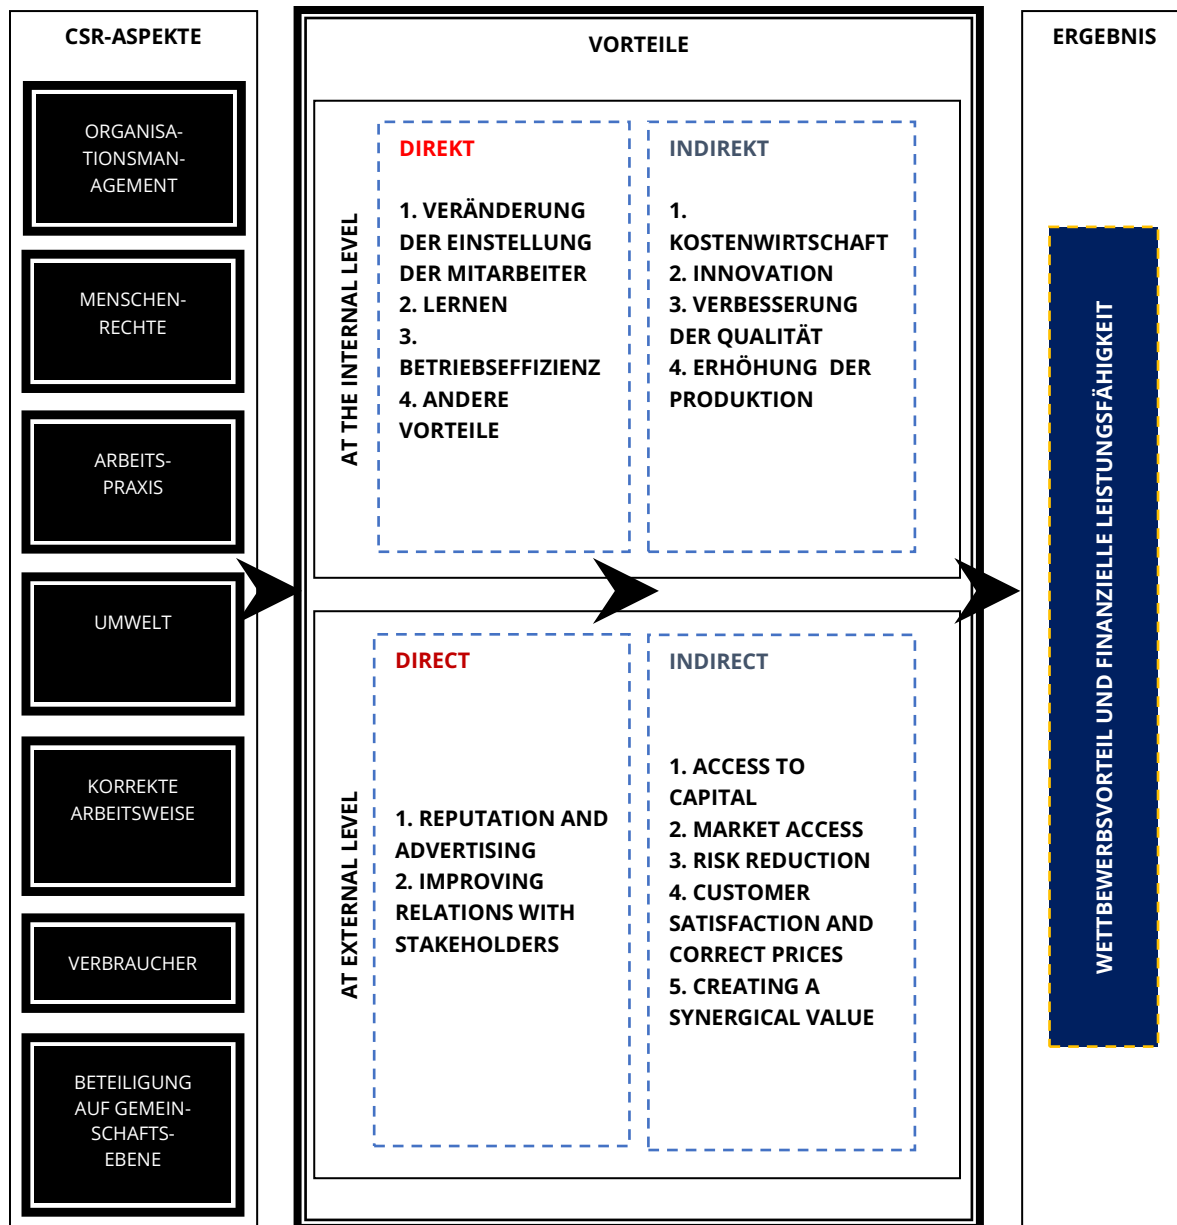 CSR-ASPEKTE
ORGANISA-
TIONSMAN-
AGEMENT
MENSCHEN-
RECHTE
ARBEITS-
PRAXIS
UMWELT
KORREKTE
ARBEITSWEISE
VERBRAUCHER
BETEILIGUNG
AUF GEMEIN-
SCHAFTS-
EBENE
VORTEILE
AT THE INTERNAL LEVEL
DIREKT
1. VERÄNDERUNG
DER EINSTELLUNG
DER MITARBEITER
2. LERNEN
3.
BETRIEBSEFFIZIENZ
4. ANDERE
VORTEILE
INDIREKT
1.
KOSTENWIRTSCHAFT
2. INNOVATION
3. VERBESSERUNG
DER QUALITÄT
4. ERHÖHUNG  DER
PRODUKTION
AT EXTERNAL LEVEL
DIRECT
1. REPUTATION AND
ADVERTISING
2. IMPROVING
RELATIONS WITH
STAKEHOLDERS
INDIRECT
1. ACCESS TO
CAPITAL
2. MARKET ACCESS
3. RISK REDUCTION
4. CUSTOMER
SATISFACTION AND
CORRECT PRICES
5. CREATING A
SYNERGICAL VALUE
ERGEBNIS
WETTBEWERBSVORTEIL UND FINANZIELLE LEISTUNGSFÄHIGKEIT